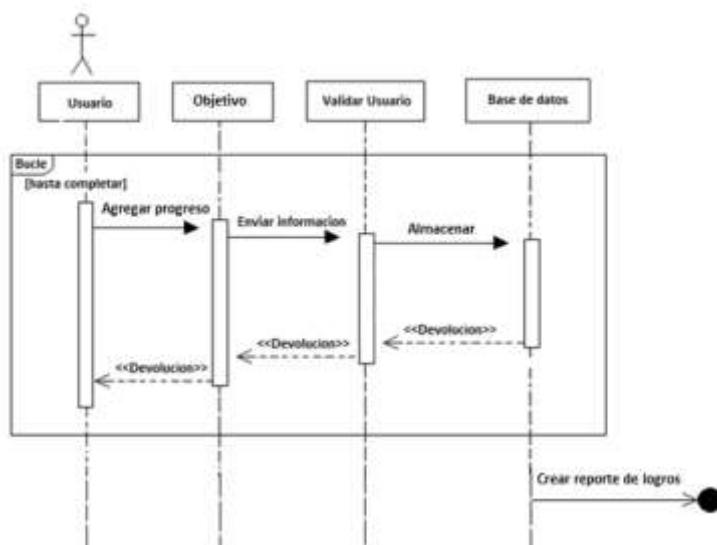 Usuario
Objetivo
Validar Usuario
Base de datos
Bucle
[hasta completar]
Agregar progreso
Enviar informacion
Almacenar
<<Devolucion>>
<<Devolucion>>
<<Devolucion>>
Crear reporte de logros